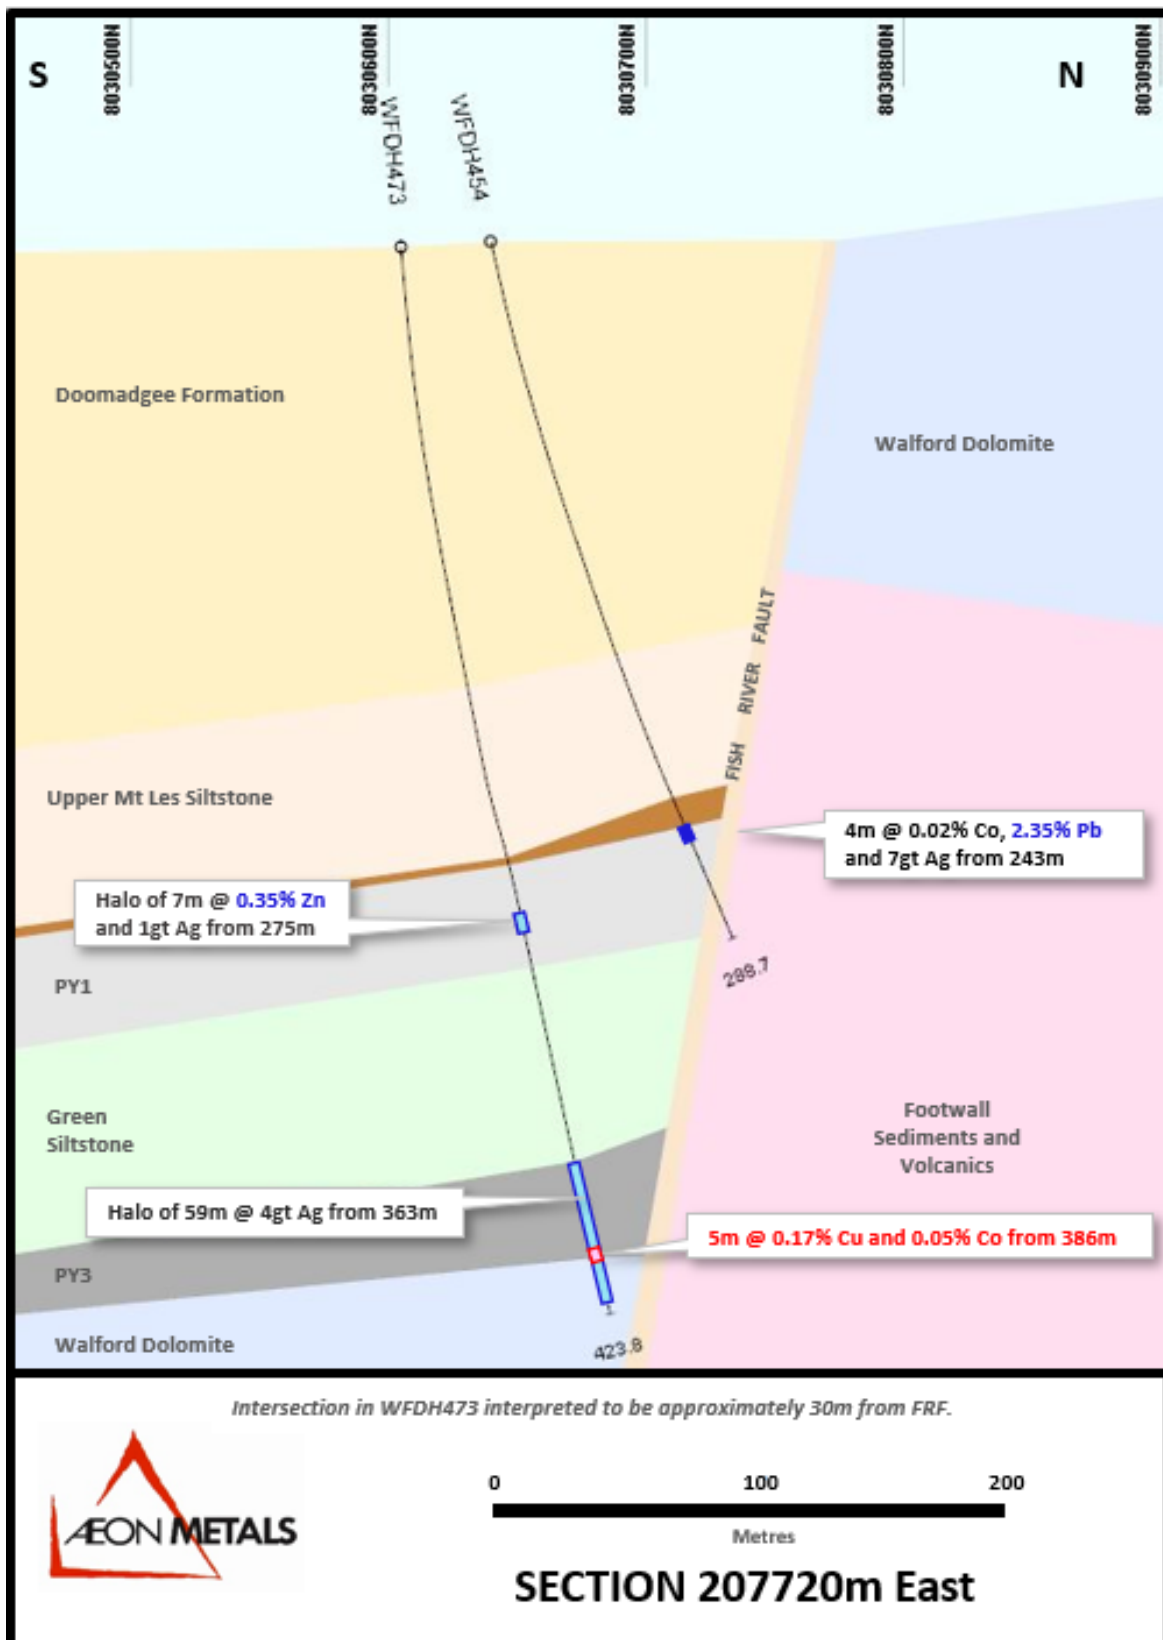 S
8030500N
8030600N
8030700N
8030800N
8030900N
N
WFDH473
WFDH454
Doomadgee Formation
Walford Dolomite
FISH RIVER FAULT
Upper Mt Les Siltstone
4m @ 0.02% Co, 2.35% Pb
and 7gt Ag from 243m
Halo of 7m @ 0.35% Zn
and 1gt Ag from 275m
288.7
PY1
Green
Siltstone
Footwall
Sediments and
Volcanics
Halo of 59m @ 4gt Ag from 363m
5m @ 0.17% Cu and 0.05% Co from 386m
PY3
Walford Dolomite
423.8
Intersection in WFDH473 interpreted to be approximately 30m from FRF.
ÆON METALS
0 100 200
Metres
SECTION 207720m East